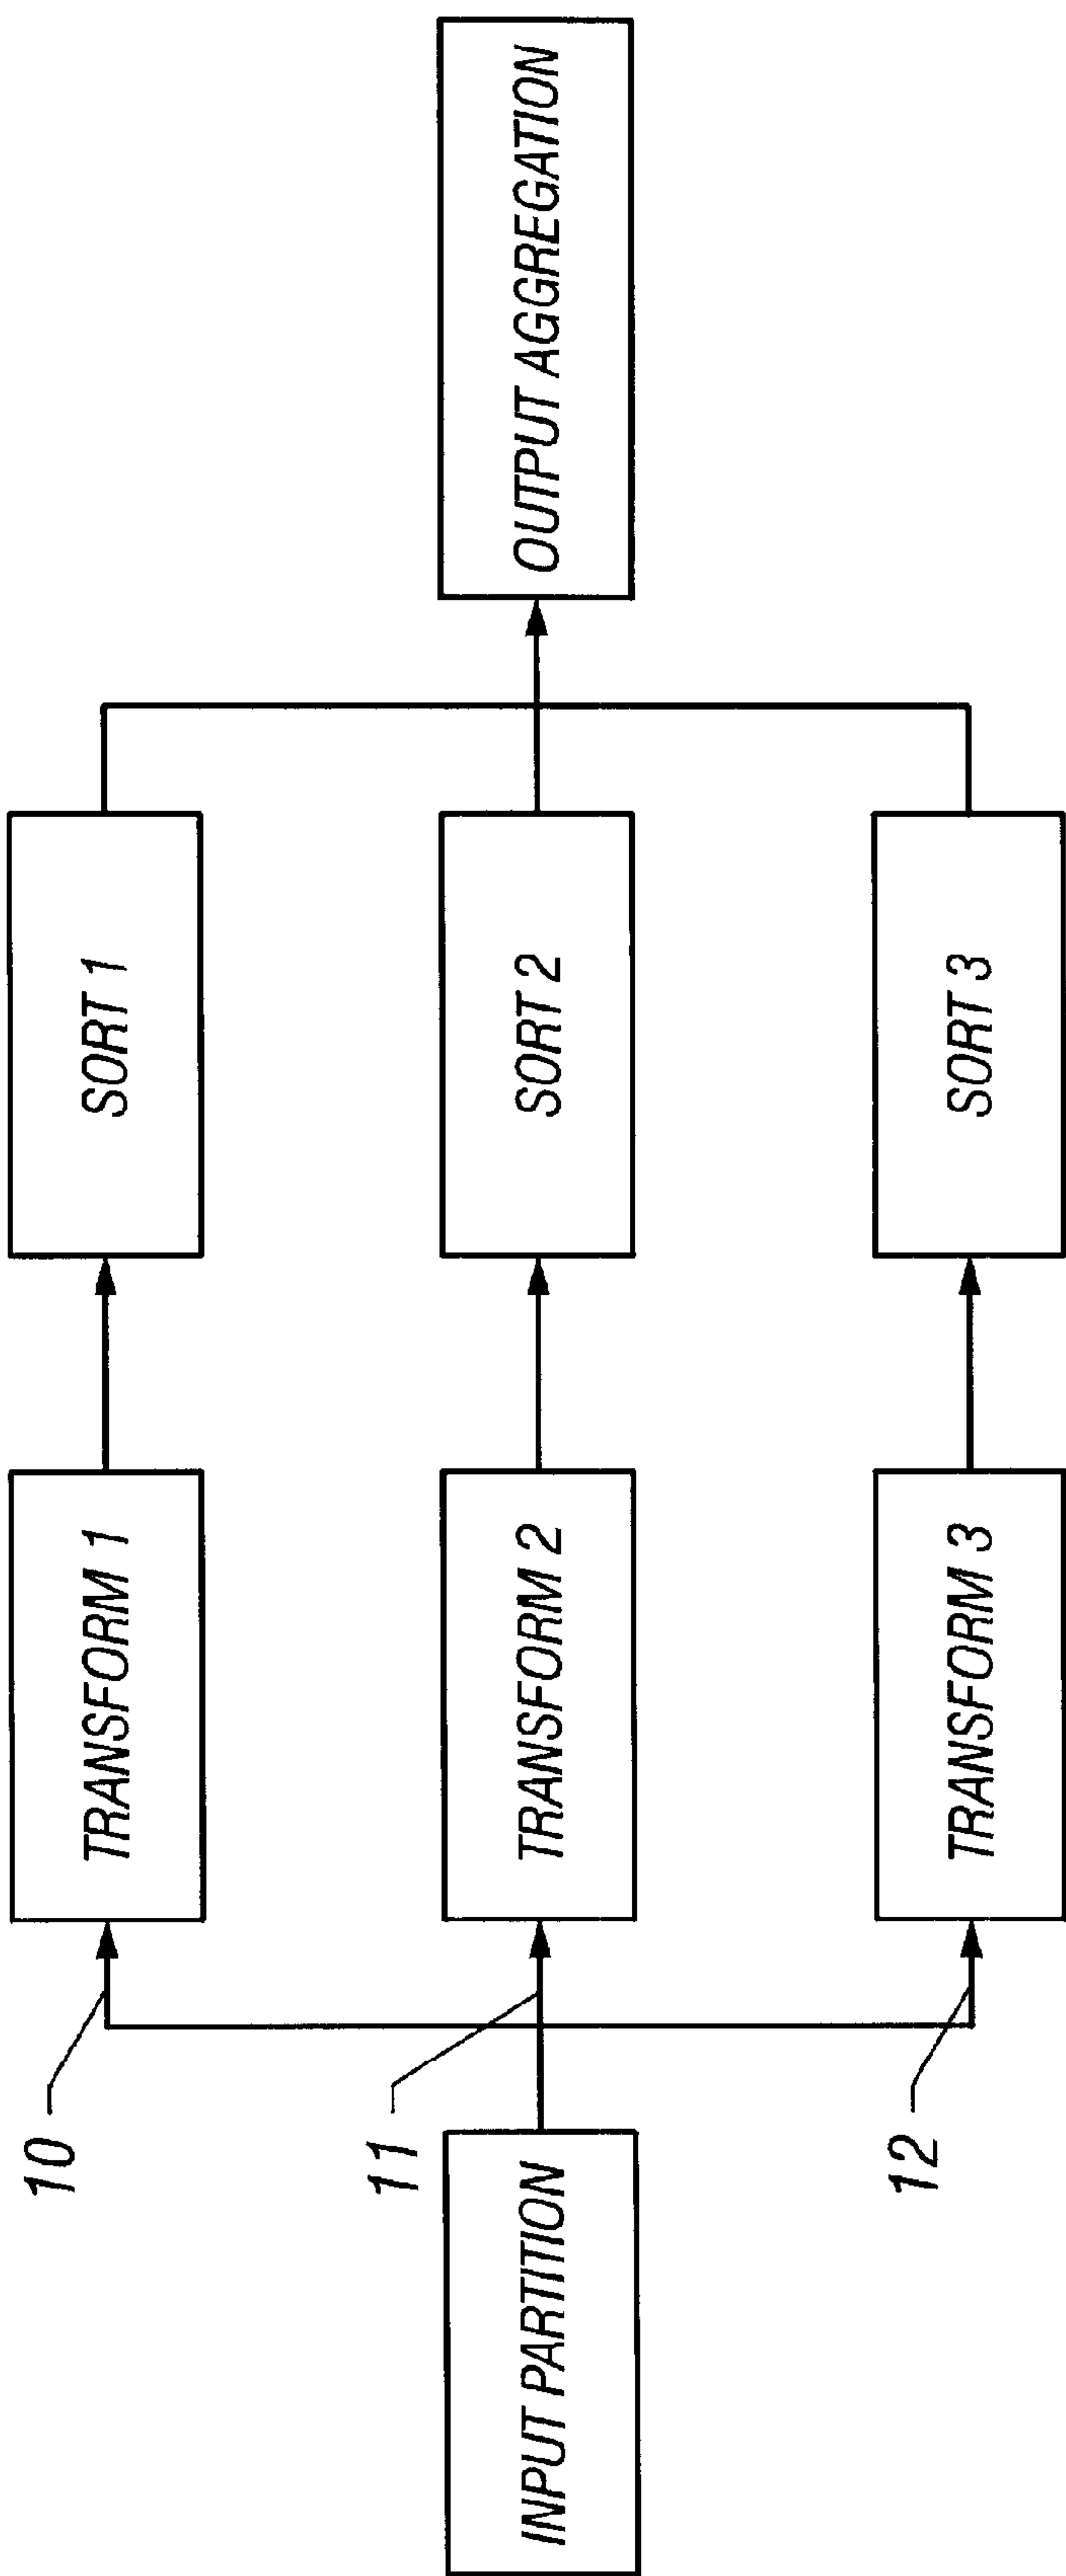 10
TRANSFORM 1
SORT 1
11
INPUT PARTITION
TRANSFORM 2
SORT 2
OUTPUT AGGREGATION
12
TRANSFORM 3
SORT 3